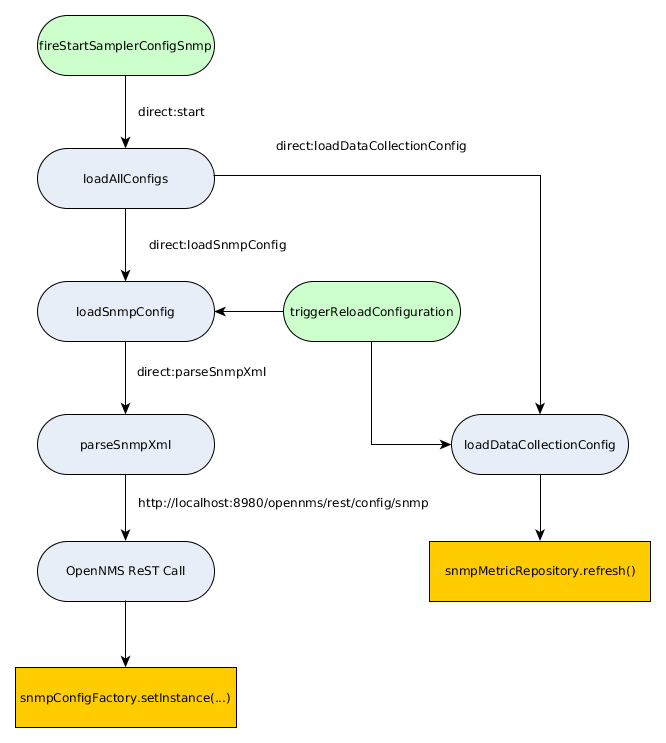 fireStartSamplerConfigSnmp
direct:start
direct:loadDataCollectionConfig
loadAllConfigs
direct:loadSnmpConfig
loadSnmpConfig
triggerReloadConfiguration
direct:parseSnmpXml
parseSnmpXml
loadDataCollectionConfig
http://localhost:8980/opennms/rest/config/snmp
OpenNMS ReST Call
snmpMetricRepository.refresh()
snmpConfigFactory.setInstance(...)